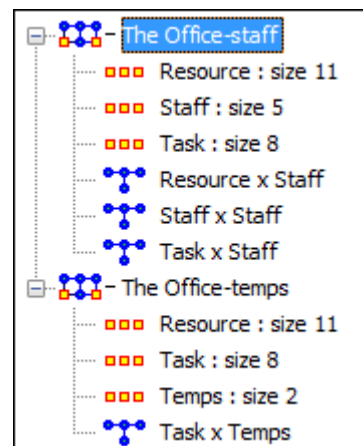 The Office-staff
Resource : size 11
Staff : size 5
Task : size 8
Resource x Staff
Staff x Staff
Task x Staff
The Office-temps
Resource : size 11
Task : size 8
Temps : size 2
Task x Temps